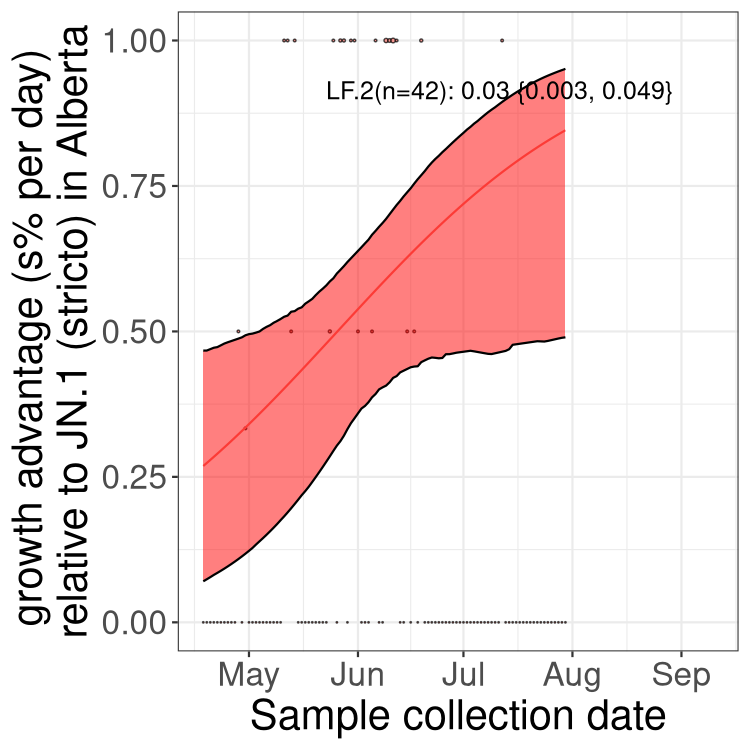 growth advantage (s% per day)
relative to JN.1 (stricto) in Alberta
1.00
0.75
0.50
0.25
0.00
LF.2(n=42): 0.03 {0.003, 0.049}
May Jun Jul Aug Sep
Sample collection date